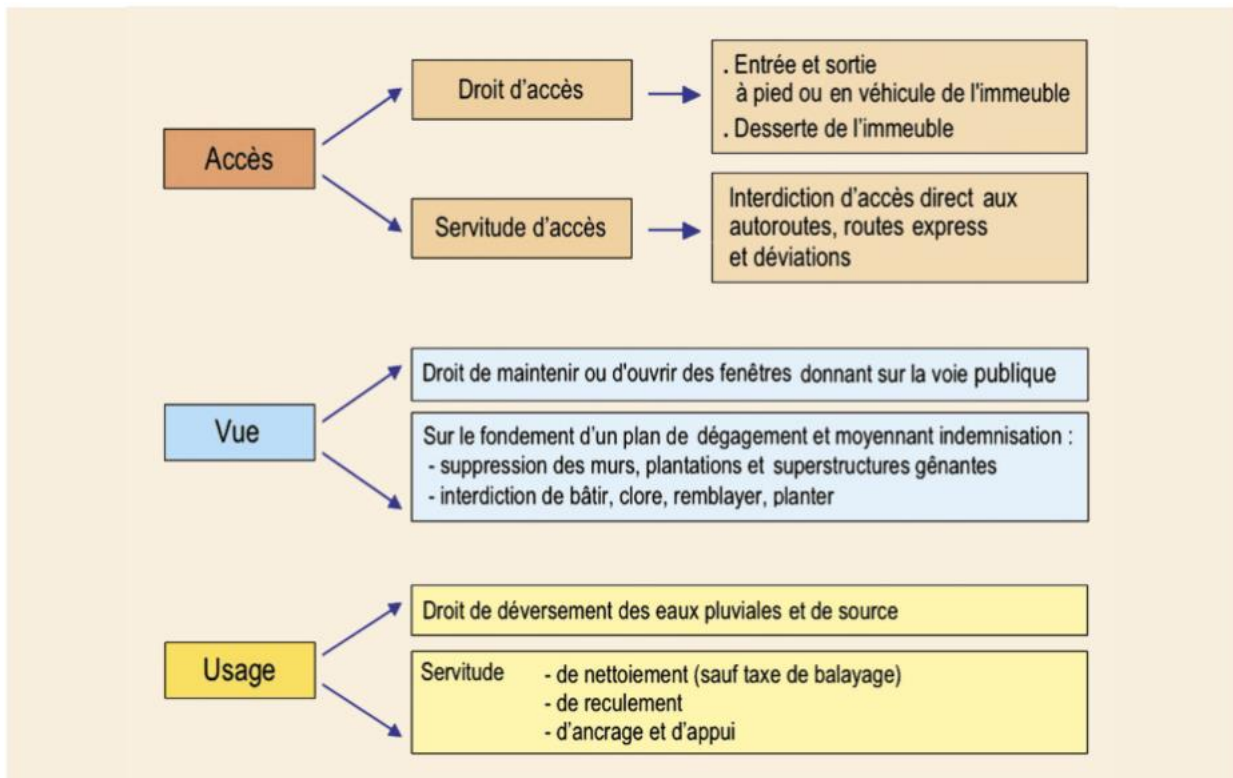 Accès
Droit d'accès
. Entrée et sortie
à pied ou en véhicule de l'immeuble
. Desserte de l'immeuble
Servitude d'accès
Interdiction d'accès direct aux
autoroutes, routes express
et déviations
Vue
Droit de maintenir ou d'ouvrir des fenêtres donnant sur la voie publique
Sur le fondement d'un plan de dégagement et moyennant indemnisation :
- suppression des murs, plantations et superstructures gênantes
- interdiction de bâtir, clore, remblayer, planter
Usage
Droit de déversement des eaux pluviales et de source
Servitude - de nettoiement (sauf taxe de balayage)
- de reculement
- d'ancrage et d'appui